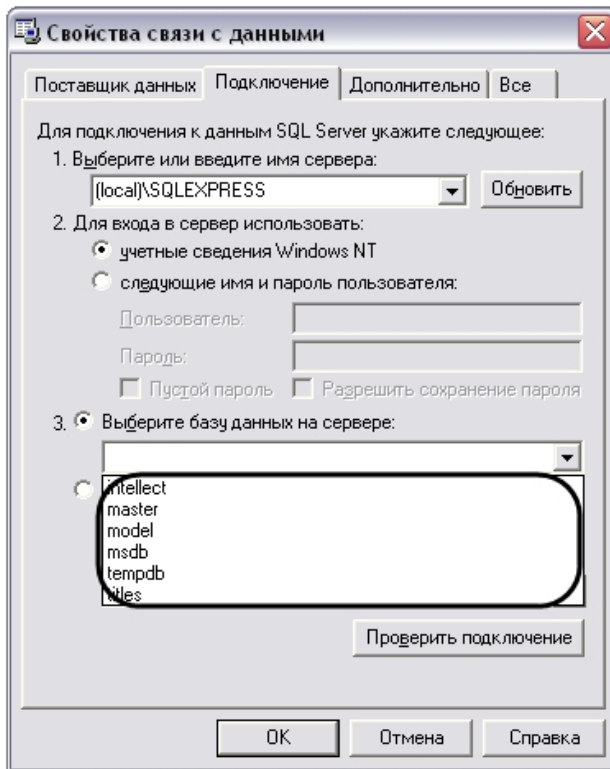 Свойства связи с данными
Поставщик данных Подключение Дополнительно Все
Для подключения к данным SQL Server укажите следующее:
1. Выберите или введите имя сервера:
(local)\SQLEXPRESS Обновить
2. Для входа в сервер использовать:
учетные сведения Windows NT
следующие имя и пароль пользователя:
Пользователь:
Пароль:
Пустой пароль Разрешить сохранение пароля
3. Выберите базу данных на сервере:
intellect
master
model
msdb
tempdb
titles
Проверить подключение
OK Отмена Справка